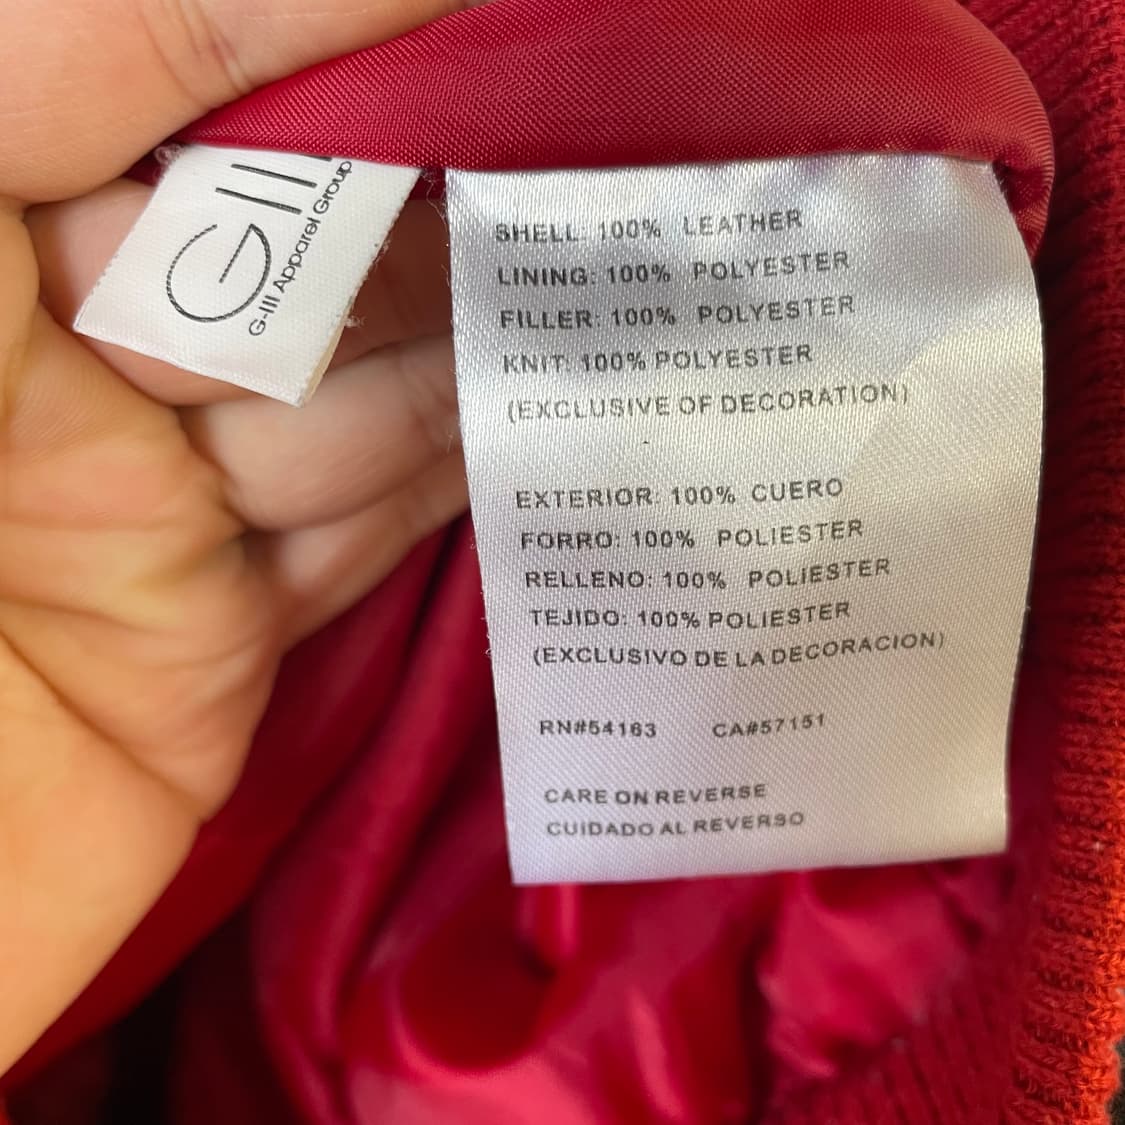 GIII
G-III Apparel Group
SHELL: 100% LEATHER
LINING: 100% POLYESTER
FILLER: 100% POLYESTER
KNIT: 100% POLYESTER
(EXCLUSIVE OF DECORATION)
EXTERIOR: 100% CUERO
FORRO: 100% POLIESTER
RELLENO: 100% POLIESTER
TEJIDO: 100% POLIESTER
(EXCLUSIVO DE LA DECORACION)
RN#54163 CA#57151
CARE ON REVERSE
CUIDADO AL REVERSO